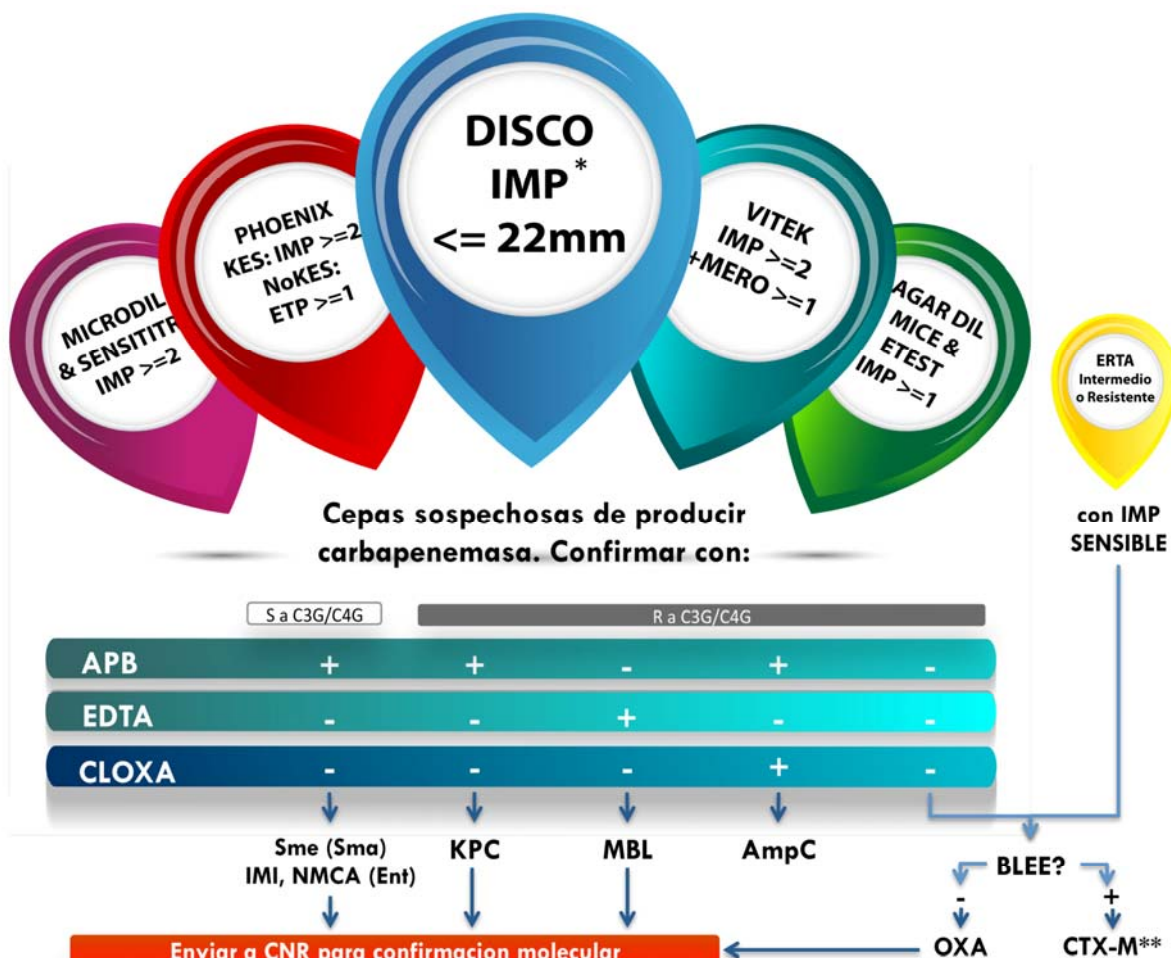 DISCO
IMP*
<= 22mm
PHOENIX
KES: IMP >=2
NoKES:
ETP >=1
VITEK
IMP >=2
+MERO >=1
MICRODIL
& SENSITITR
IMP >=2
AGAR DIL
MICE &
ETEST
IMP >=1
ERTA
Intermedio
o Resistente
con IMP
SENSIBLE
Cepas sospechosas de producir
carbapenemasa. Confirmar con:
S a C3G/C4G R a C3G/C4G
APB + + - + -
EDTA - - + - -
CLOXA - - - + -
Sme (Sma) KPC MBL AmpC
IMI, NMCA (Ent)
BLEE?
- +
OXA CTX-M**
Enviar a CNR para confirmacion molecular